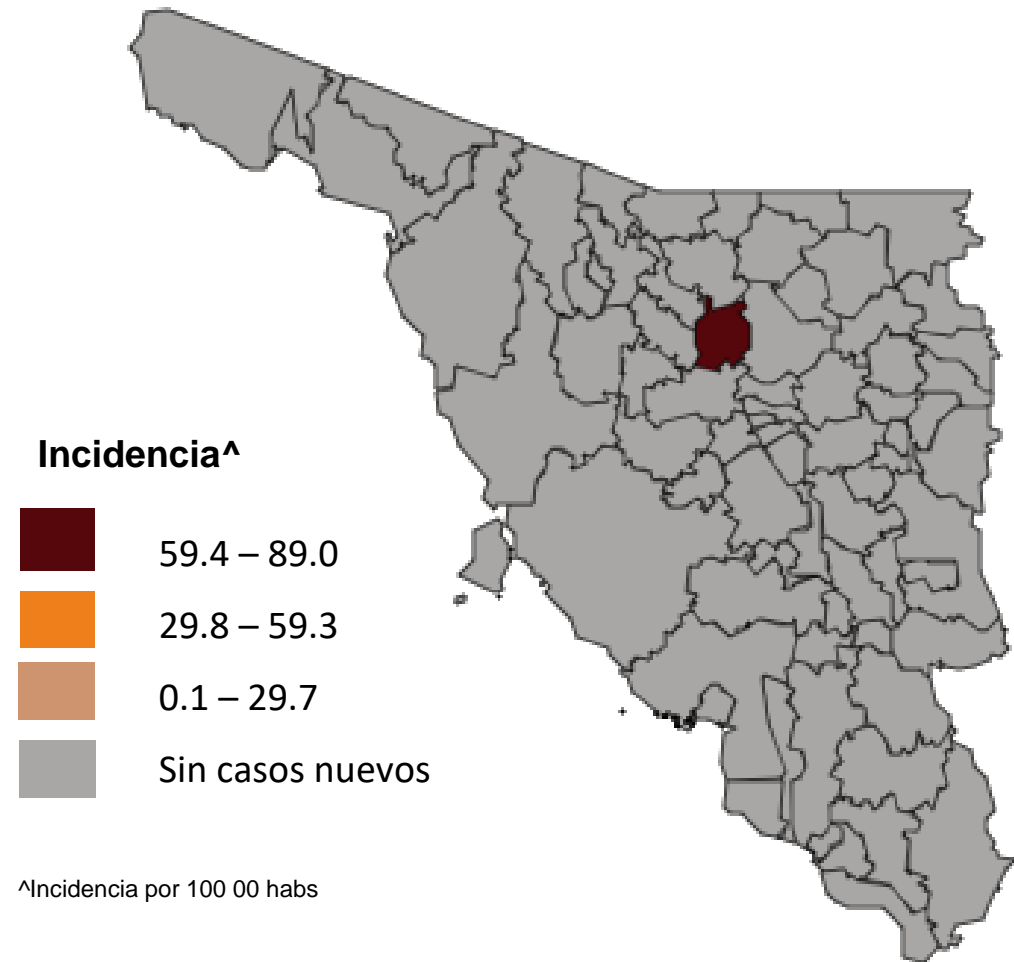 Incidencia^
59.4 – 89.0
29.8 – 59.3
0.1 – 29.7
Sin casos nuevos
^Incidencia por 100 00 habs